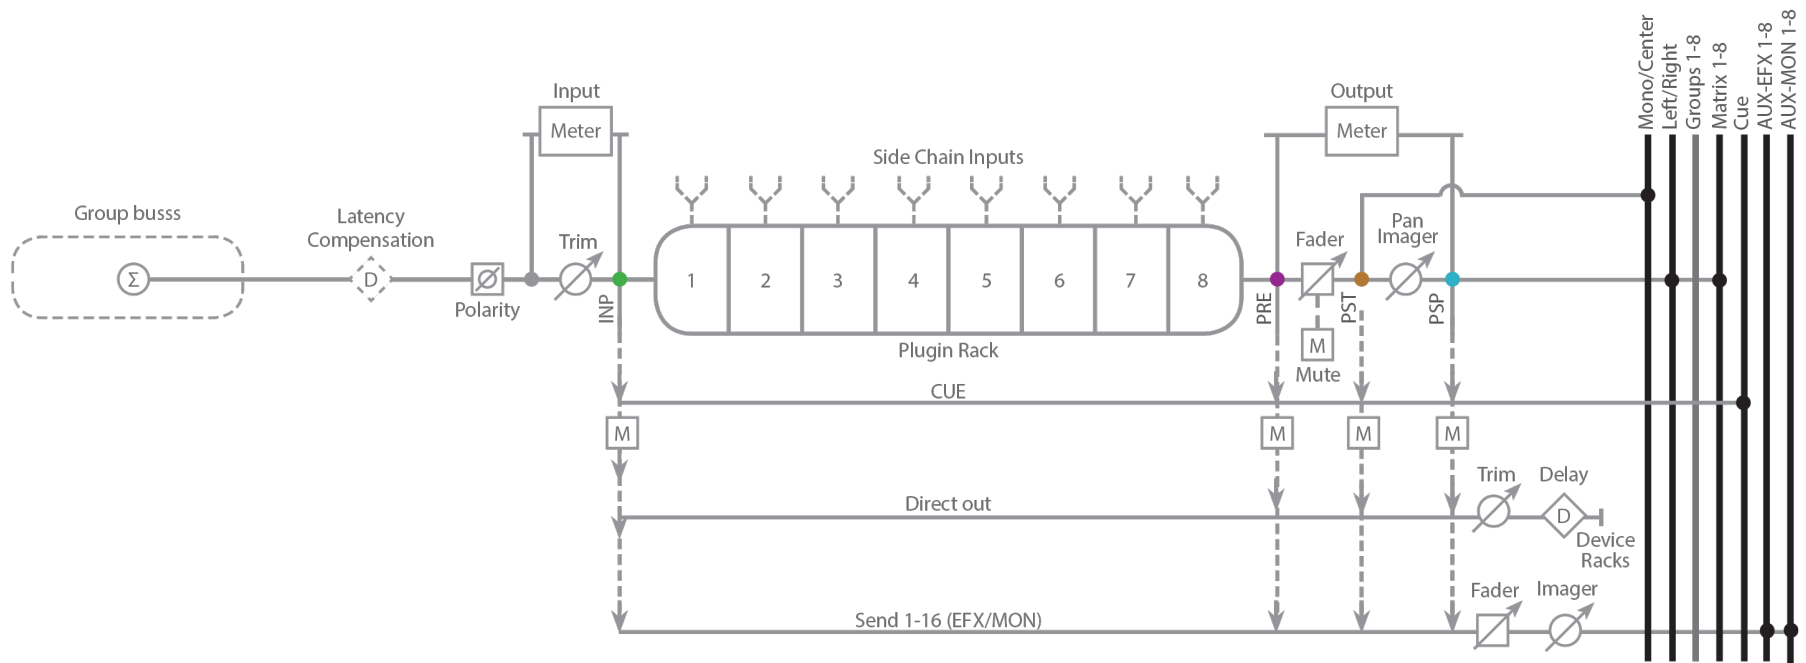 Mono/Center
Left/Right
Groups 1-8
Matrix 1-8
Cue
AUX-EFX 1-8
AUX-MON 1-8
Input
Meter
Output
Meter
Side Chain Inputs
Group busss
Σ
Latency
Compensation
D
Polarity
Trim
INP
1
2
3
4
5
6
7
8
Plugin Rack
PRE
Fader
M
Mute
PST
Pan
Imager
PSP
CUE
M
M
M
M
Direct out
Trim
Delay
D
Device
Racks
Send 1-16 (EFX/MON)
Fader
Imager